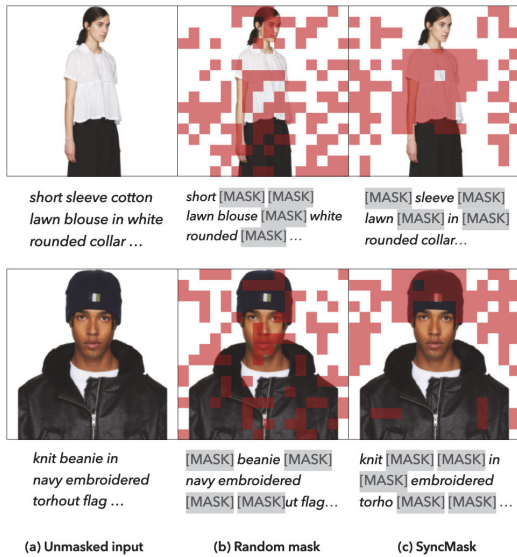 short sleeve cotton
lawn blouse in white
rounded collar ...
short [MASK] [MASK]
lawn blouse [MASK] white
rounded [MASK] ...
[MASK] sleeve [MASK]
lawn [MASK] in [MASK]
rounded collar...
knit beanie in
navy embroidered
torhout flag ...
[MASK] beanie [MASK]
navy embroidered
[MASK] [MASK]ut flag...
knit [MASK] [MASK] in
[MASK] embroidered
torho [MASK] [MASK] ...
(a) Unmasked input
(b) Random mask
(c) SyncMask